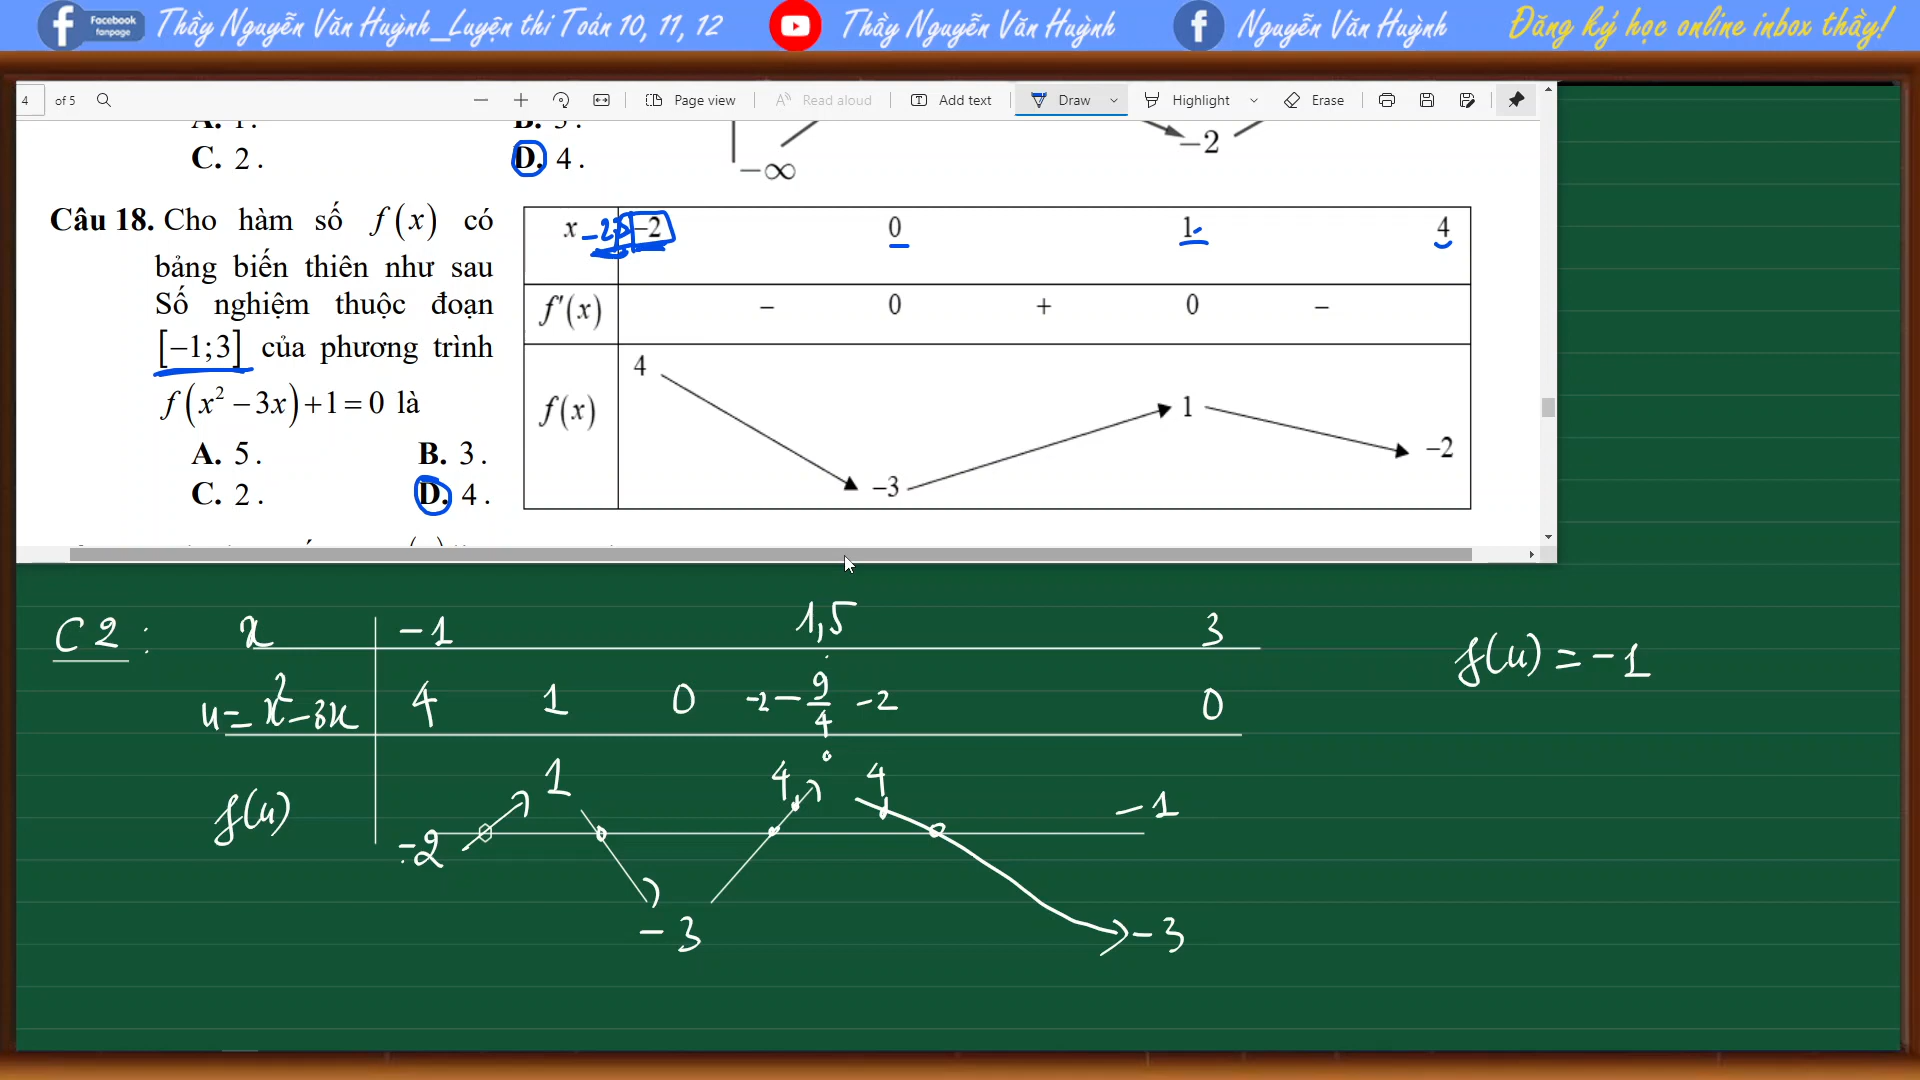 Facebook fanpage Thầy Nguyễn Văn Huỳnh_Luyện thi Toán 10, 11, 12 Thầy Nguyễn Văn Huỳnh f Nguyễn Văn Huỳnh Đăng ký học online inbox thầy!
4 of 5 Page view Read aloud Add text Draw Highlight Erase
C. 2 . D. 4 . −∞ −2
Câu 18. Cho hàm số f(x) có
bảng biến thiên như sau
Số nghiệm thuộc đoạn
[−1;3] của phương trình
f(x² − 3x) + 1 = 0 là
A. 5 . B. 3 .
C. 2 . D. 4 .
x −2 0 1 4
f′(x) − 0 + 0 −
f(x) 4 −3 1 −2
C2 : x −1 1,5 3
u = x² − 3x 4 1 0 −2 −9/4 −2 0
f(u) −2 1 −3 4 4 −3
−1
f(u) = −1